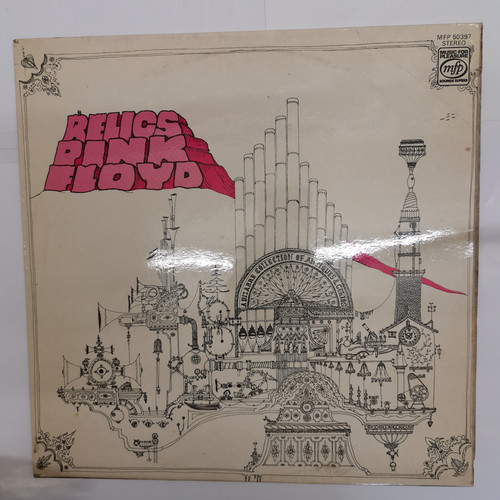 MFP 50397
STEREO
MUSIC FOR
PLEASURE
mfp
RELICS
PINK
FLOYD
A BIZARRE COLLECTION OF ANTIQUES & CURIOS